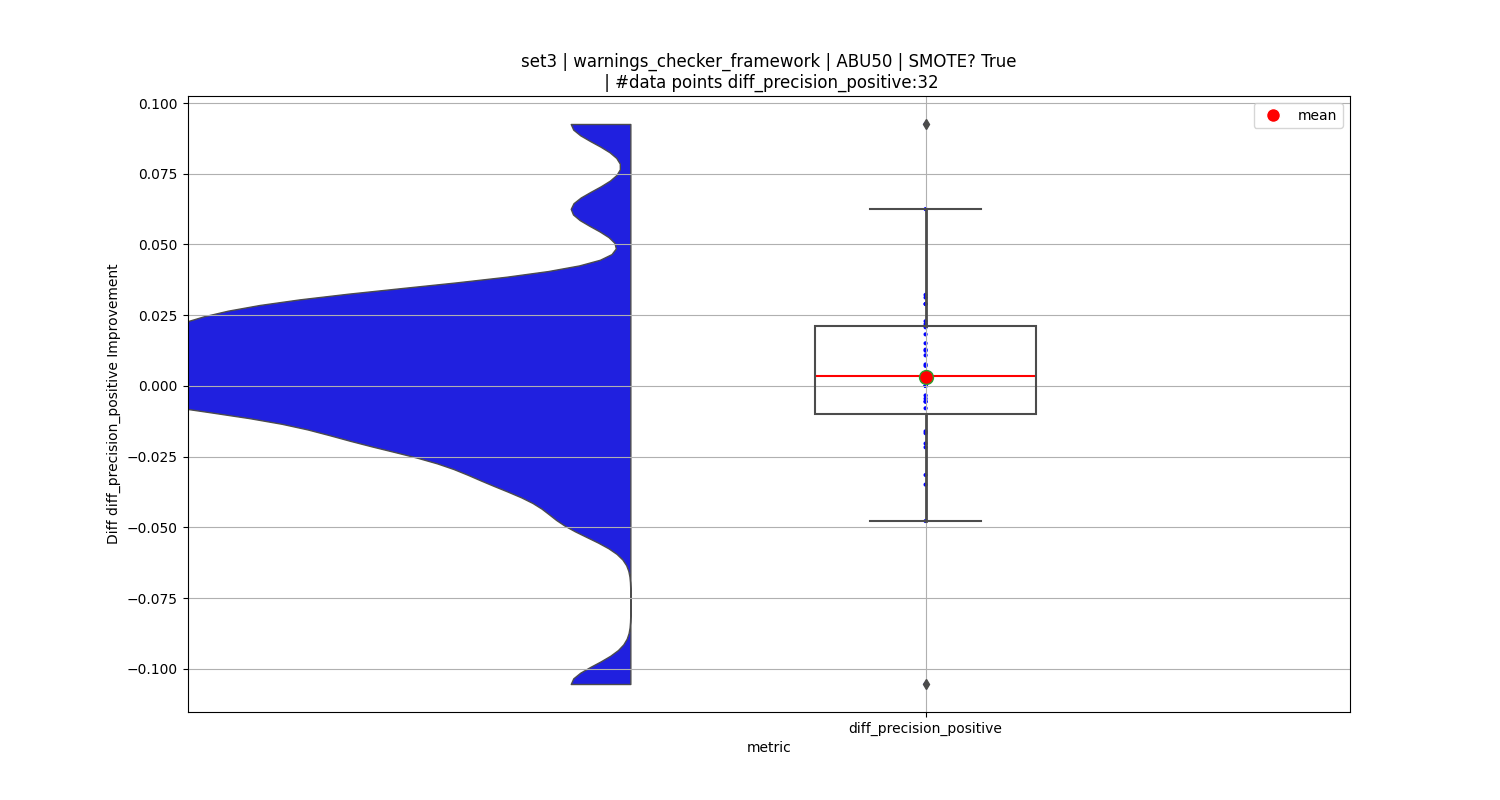 set3 | warnings_checker_framework | ABU50 | SMOTE? True
| #data points diff_precision_positive:32
mean
0.100
0.075
0.050
0.025
0.000
−0.025
−0.050
−0.075
−0.100
Diff diff_precision_positive Improvement
diff_precision_positive
metric